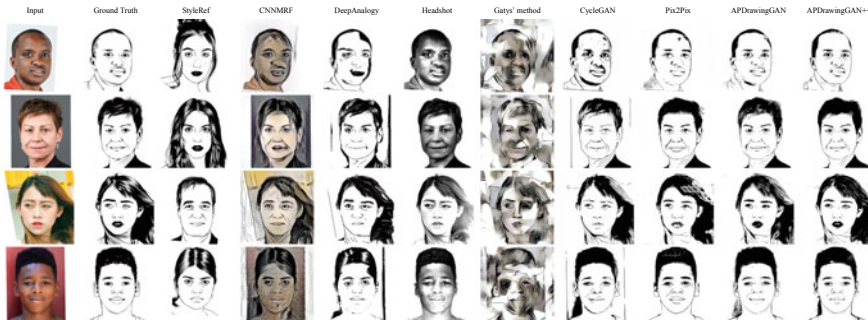 Input Ground Truth StyleRef CNNMRF DeepAnalogy Headshot Gatys' method CycleGAN Pix2Pix APDrawingGAN APDrawingGAN++